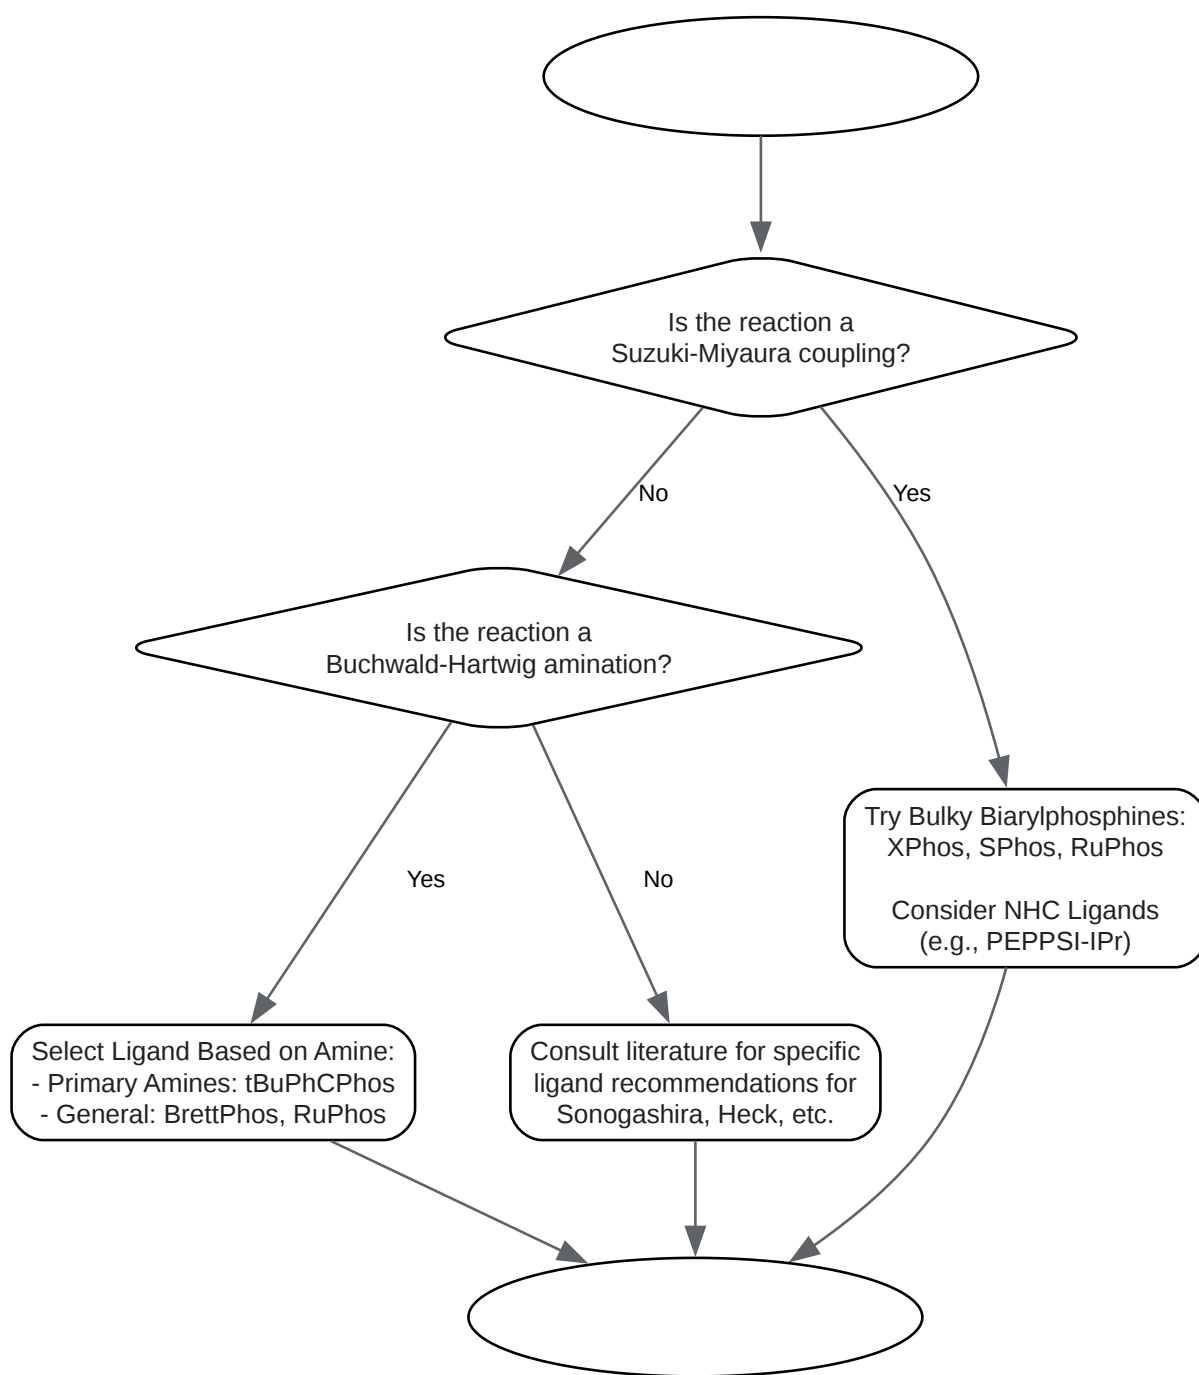 Is the reaction a
Suzuki-Miyaura coupling?
No
Yes
Is the reaction a
Buchwald-Hartwig amination?
Try Bulky Biarylphosphines:
XPhos, SPhos, RuPhos
Consider NHC Ligands
(e.g., PEPPSI-IPr)
Yes
No
Select Ligand Based on Amine:
- Primary Amines: tBuPhCPhos
- General: BrettPhos, RuPhos
Consult literature for specific
ligand recommendations for
Sonogashira, Heck, etc.